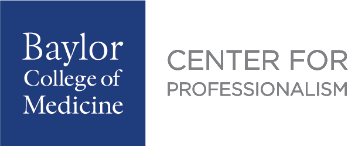 Baylor
College of
Medicine
CENTER FOR
PROFESSIONALISM